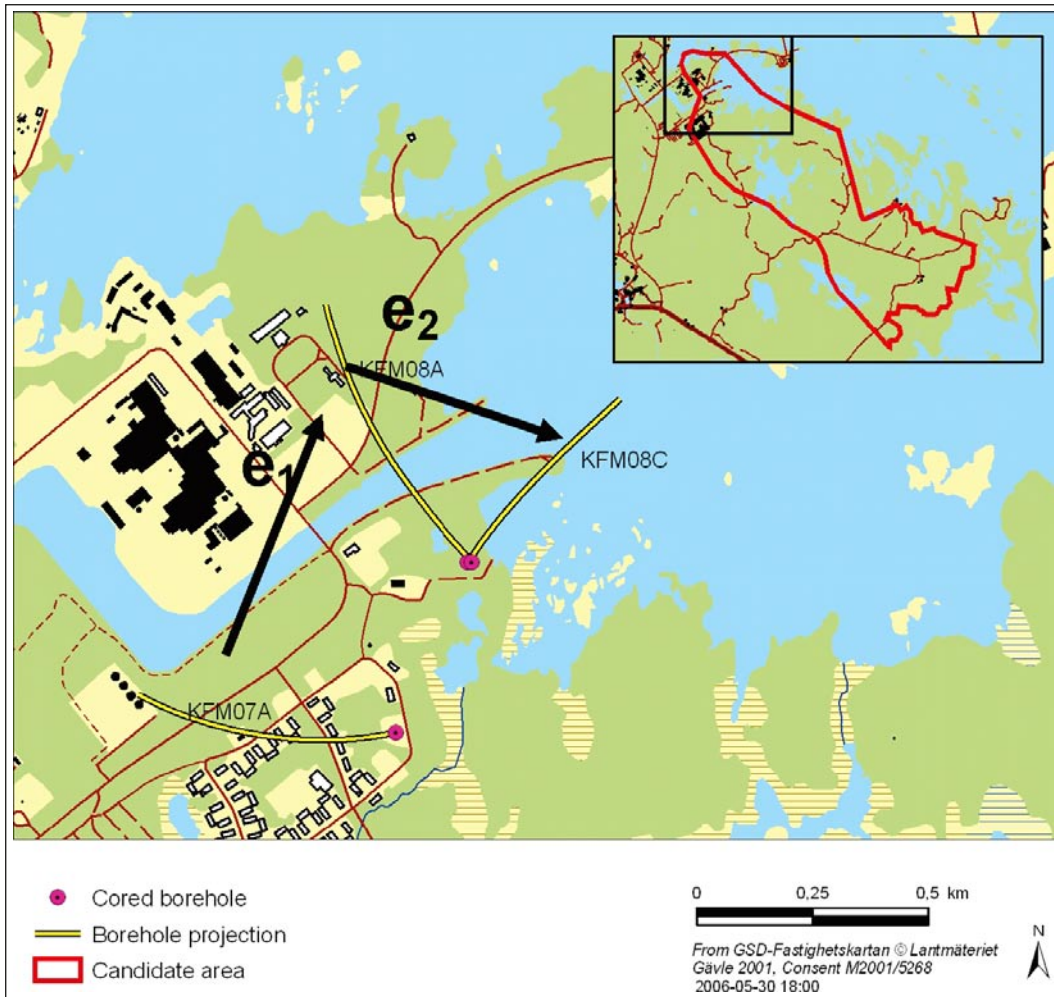 e2
KFM08A
KFM08C
e1
KFM07A
Cored borehole
Borehole projection
Candidate area
0 0,25 0,5 km
From GSD-Fastighetskartan © Lantmäteriet
Gävle 2001, Consent M2001/5268
2006-05-30 18:00
N